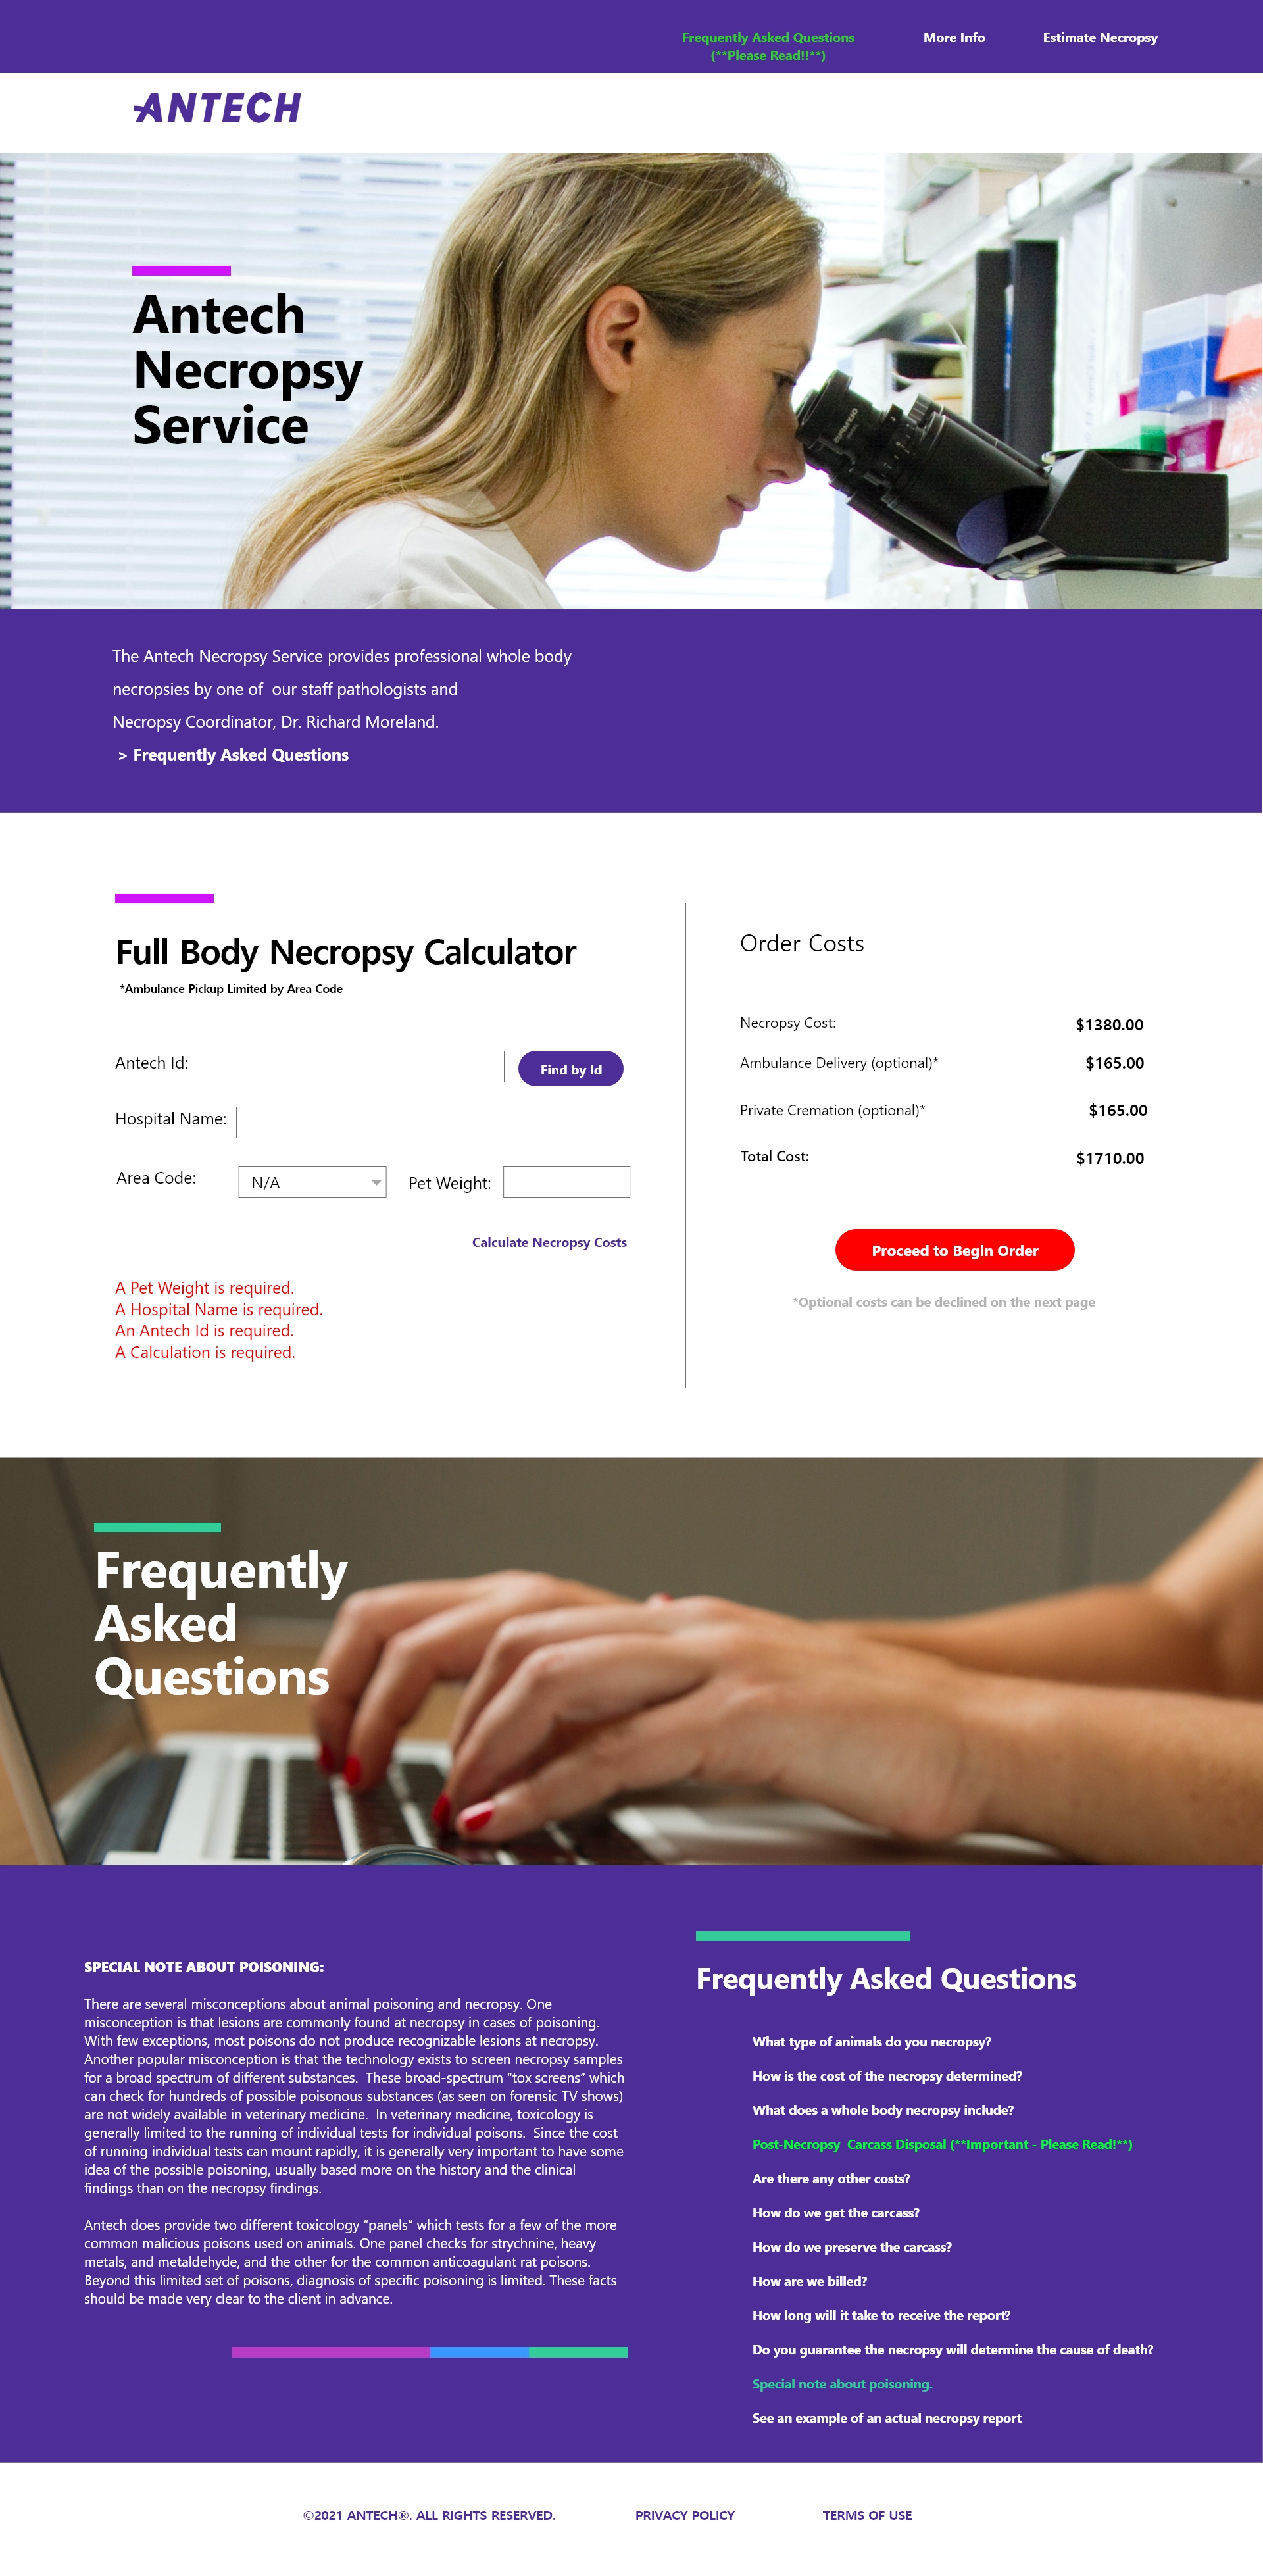 Frequently Asked Questions
(**Please Read!!**)
More Info
Estimate Necropsy
ANTECH
Antech
Necropsy
Service
The Antech Necropsy Service provides professional whole body
necropsies by one of  our staff pathologists and
Necropsy Coordinator, Dr. Richard Moreland.
> Frequently Asked Questions
Full Body Necropsy Calculator
*Ambulance Pickup Limited by Area Code
Antech Id:
Find by Id
Hospital Name:
Area Code:
N/A
Pet Weight:
Calculate Necropsy Costs
A Pet Weight is required.
A Hospital Name is required.
An Antech Id is required.
A Calculation is required.
Order Costs
Necropsy Cost: $1380.00
Ambulance Delivery (optional)* $165.00
Private Cremation (optional)* $165.00
Total Cost: $1710.00
Proceed to Begin Order
*Optional costs can be declined on the next page
Frequently
Asked
Questions
SPECIAL NOTE ABOUT POISONING:
There are several misconceptions about animal poisoning and necropsy. One
misconception is that lesions are commonly found at necropsy in cases of poisoning.
With few exceptions, most poisons do not produce recognizable lesions at necropsy.
Another popular misconception is that the technology exists to screen necropsy samples
for a broad spectrum of different substances.  These broad-spectrum “tox screens” which
can check for hundreds of possible poisonous substances (as seen on forensic TV shows)
are not widely available in veterinary medicine.  In veterinary medicine, toxicology is
generally limited to the running of individual tests for individual poisons.  Since the cost
of running individual tests can mount rapidly, it is generally very important to have some
idea of the possible poisoning, usually based more on the history and the clinical
findings than on the necropsy findings.
Antech does provide two different toxicology “panels” which tests for a few of the more
common malicious poisons used on animals. One panel checks for strychnine, heavy
metals, and metaldehyde, and the other for the common anticoagulant rat poisons.
Beyond this limited set of poisons, diagnosis of specific poisoning is limited. These facts
should be made very clear to the client in advance.
Frequently Asked Questions
What type of animals do you necropsy?
How is the cost of the necropsy determined?
What does a whole body necropsy include?
Post-Necropsy  Carcass Disposal (**Important - Please Read!**)
Are there any other costs?
How do we get the carcass?
How do we preserve the carcass?
How are we billed?
How long will it take to receive the report?
Do you guarantee the necropsy will determine the cause of death?
Special note about poisoning.
See an example of an actual necropsy report
©2021 ANTECH®. ALL RIGHTS RESERVED.
PRIVACY POLICY
TERMS OF USE